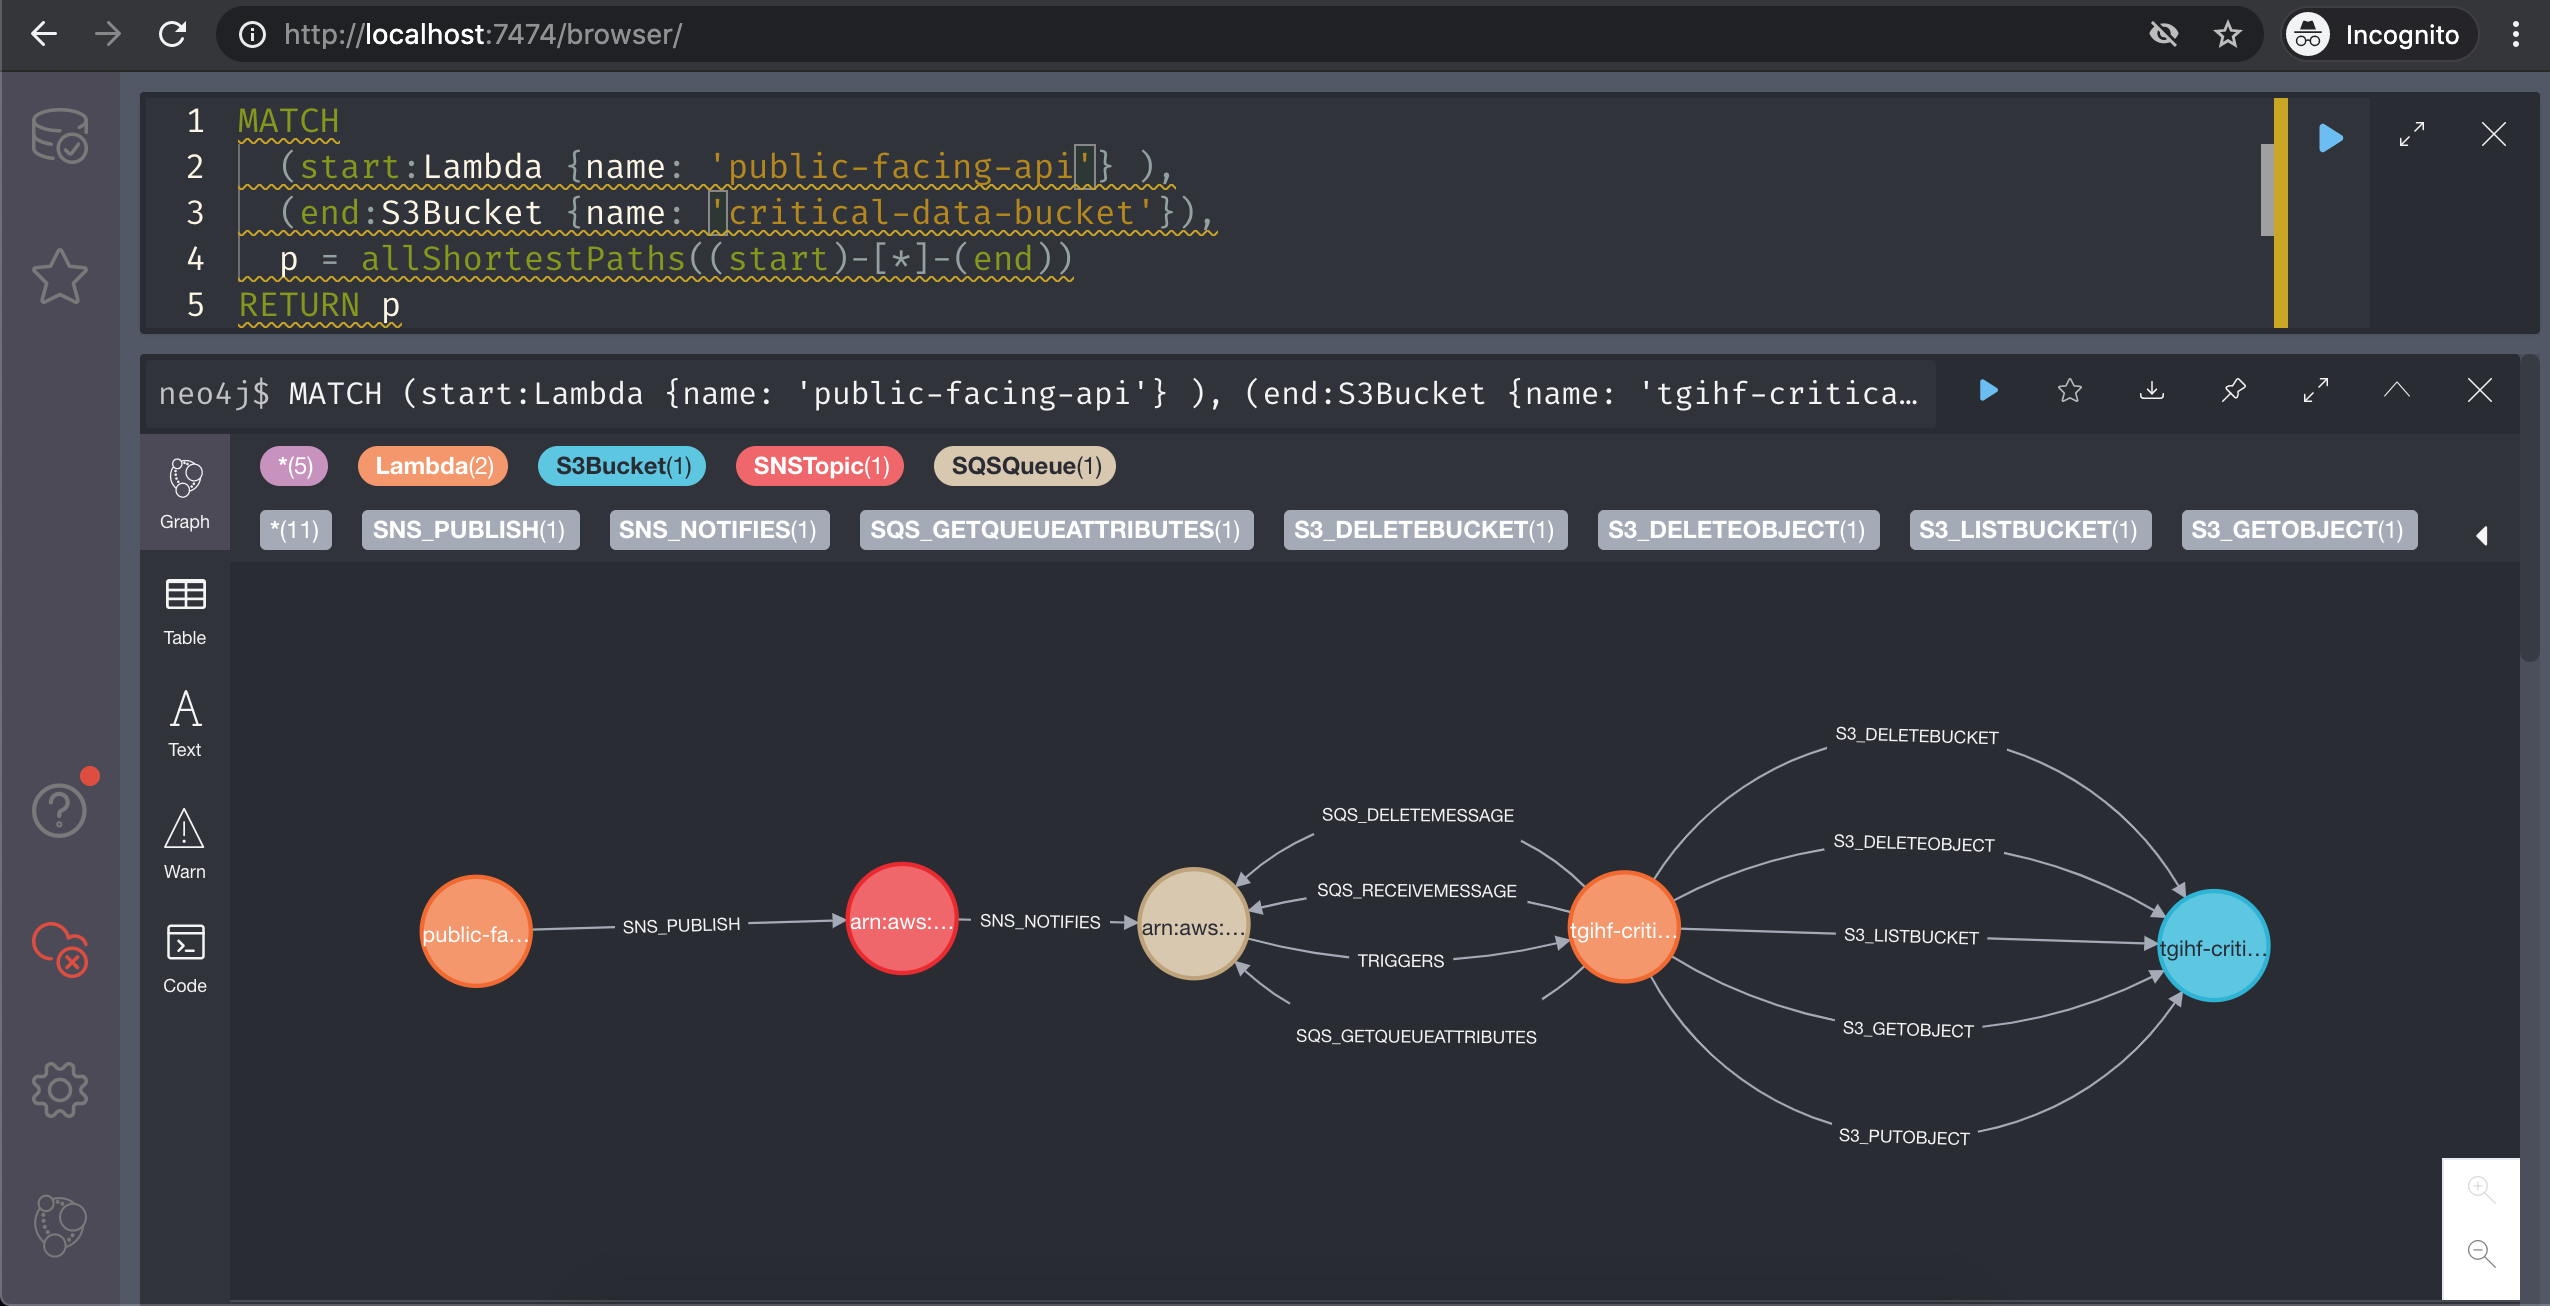 http://localhost:7474/browser/
Incognito
1 MATCH
2 (start:Lambda {name: 'public-facing-api'} ),
3 (end:S3Bucket {name: 'critical-data-bucket'}),
4 p = allShortestPaths((start)-[*]-(end))
5 RETURN p
neo4j$ MATCH (start:Lambda {name: 'public-facing-api'} ), (end:S3Bucket {name: 'tgihf-critica…
*(5) Lambda(2) S3Bucket(1) SNSTopic(1) SQSQueue(1)
*(11) SNS_PUBLISH(1) SNS_NOTIFIES(1) SQS_GETQUEUEATTRIBUTES(1) S3_DELETEBUCKET(1) S3_DELETEOBJECT(1) S3_LISTBUCKET(1) S3_GETOBJECT(1)
Graph
Table
Text
Warn
Code
public-fa…
SNS_PUBLISH
arn:aws:…
SNS_NOTIFIES
arn:aws:…
SQS_DELETEMESSAGE
SQS_RECEIVEMESSAGE
TRIGGERS
SQS_GETQUEUEATTRIBUTES
tgihf-criti…
S3_DELETEBUCKET
S3_DELETEOBJECT
S3_LISTBUCKET
S3_GETOBJECT
S3_PUTOBJECT
tgihf-criti…